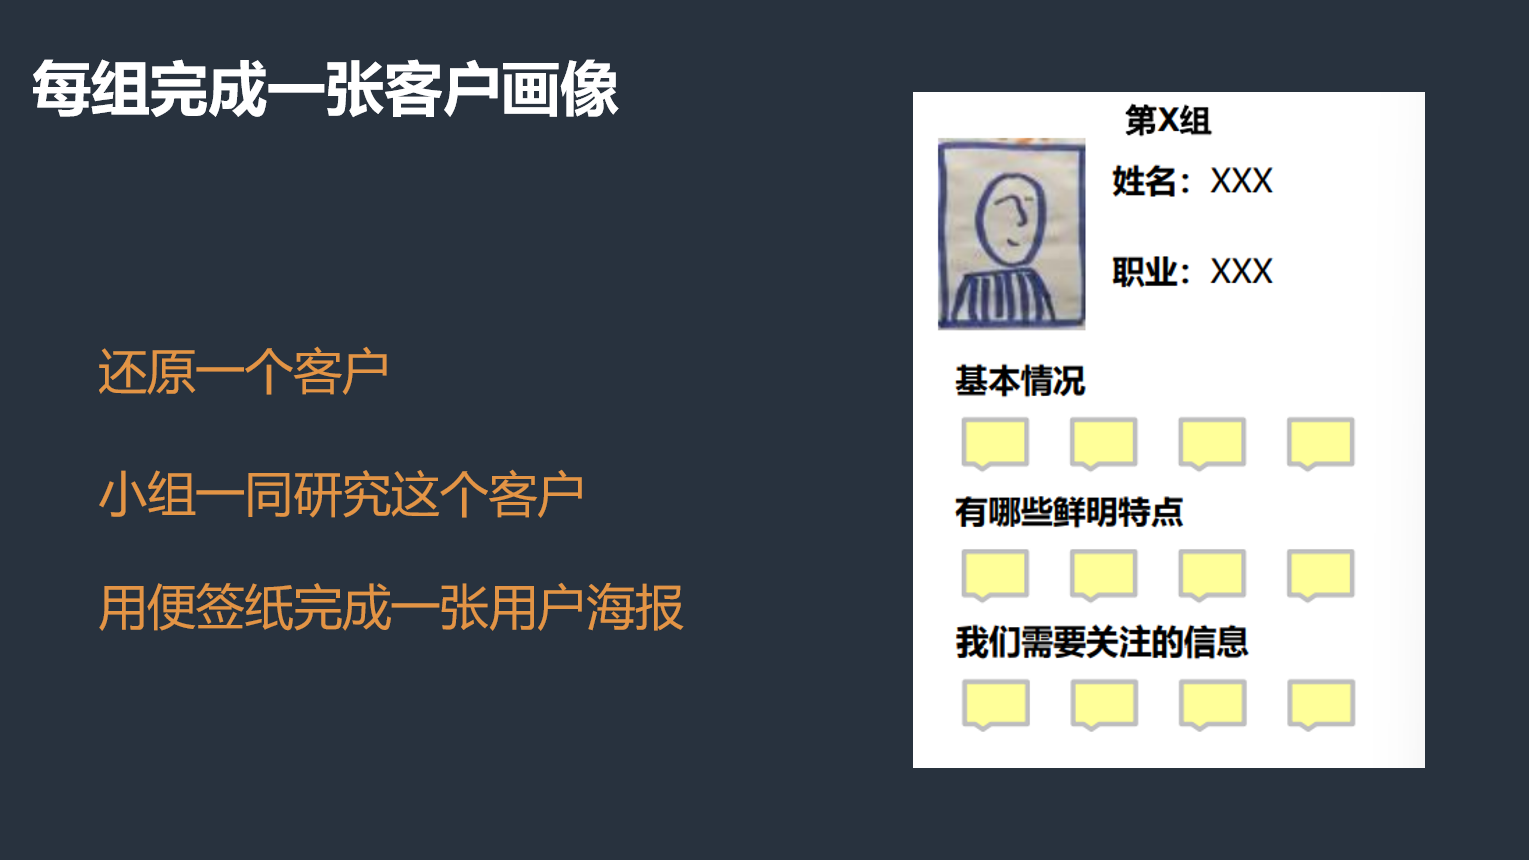 每组完成一张客户画像
还原一个客户
小组一同研究这个客户
用便签纸完成一张用户海报
第X组
姓名：XXX
职业：XXX
基本情况
有哪些鲜明特点
我们需要关注的信息